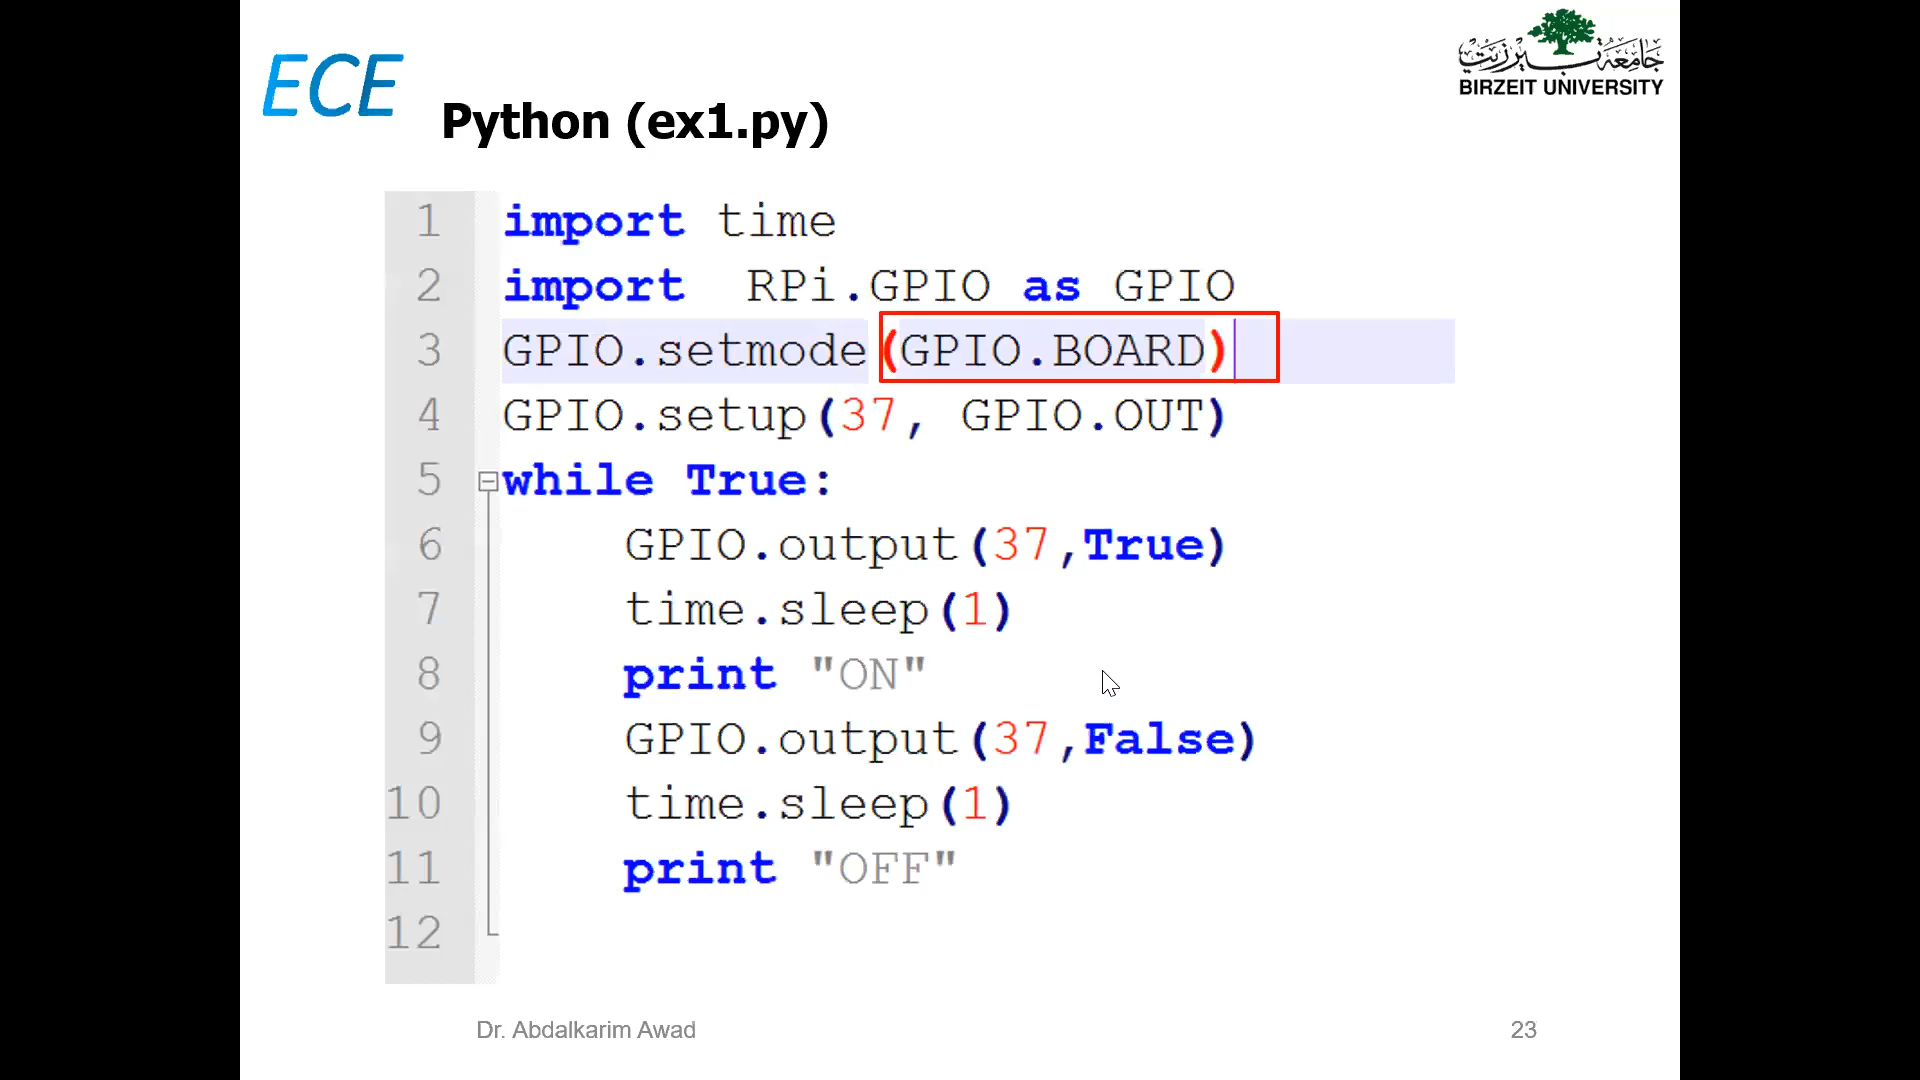 ECE
جامعة بيرزيت
BIRZEIT UNIVERSITY
Python (ex1.py)
1 import time
2 import  RPi.GPIO as GPIO
3 GPIO.setmode(GPIO.BOARD)
4 GPIO.setup(37, GPIO.OUT)
5 while True:
6     GPIO.output(37,True)
7     time.sleep(1)
8     print "ON"
9     GPIO.output(37,False)
10     time.sleep(1)
11     print "OFF"
12
Dr. Abdalkarim Awad
23